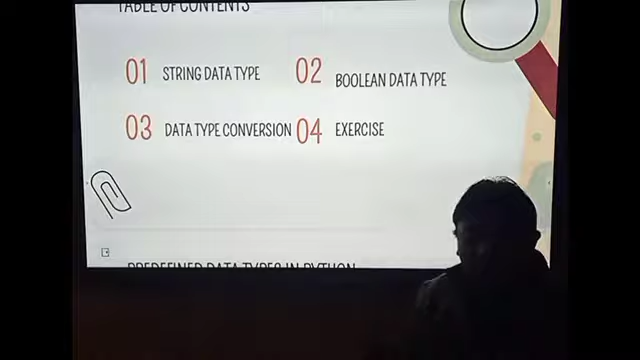 TABLE OF CONTENTS
01 STRING DATA TYPE 02 BOOLEAN DATA TYPE
03 DATA TYPE CONVERSION 04 EXERCISE
PREDEFINED DATA TYPES IN PYTHON